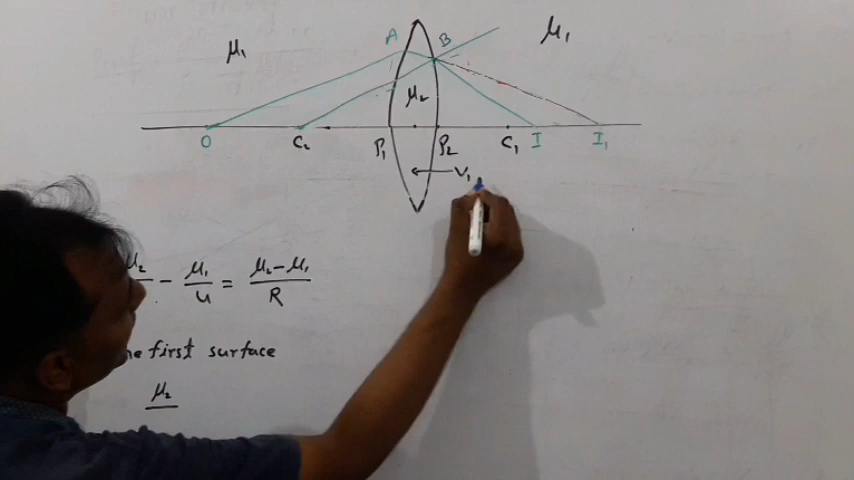 μ₁ μ₁
A B
μ₂
O C₂ P₁ P₂ C₁ I I₁
V₁
μ₂/ - μ₁/u = μ₂-μ₁/R
first surface
μ₂